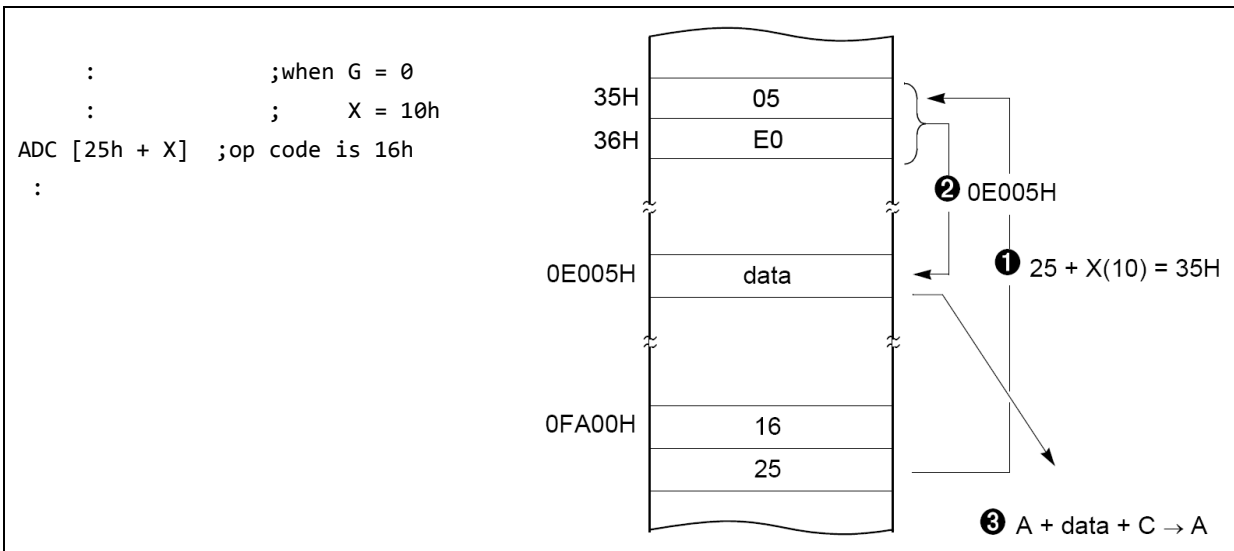 :                ;when G = 0
:                ;     X = 10h
ADC [25h + X]  ;op code is 16h
:
35H 05
36H E0
❷ 0E005H
❶ 25 + X(10) = 35H
0E005H data
0FA00H 16
25
❸ A + data + C → A